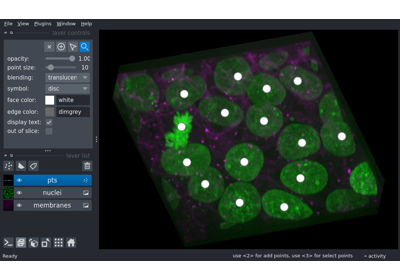 File View Plugins Window Help
layer controls
opacity: 1.00
point size: 10
blending: translucen
symbol: disc
face color: white
edge color: dimgrey
display text:
out of slice:
layer list
pts
nuclei
membranes
Ready use <2> for add points, use <3> for select points activity